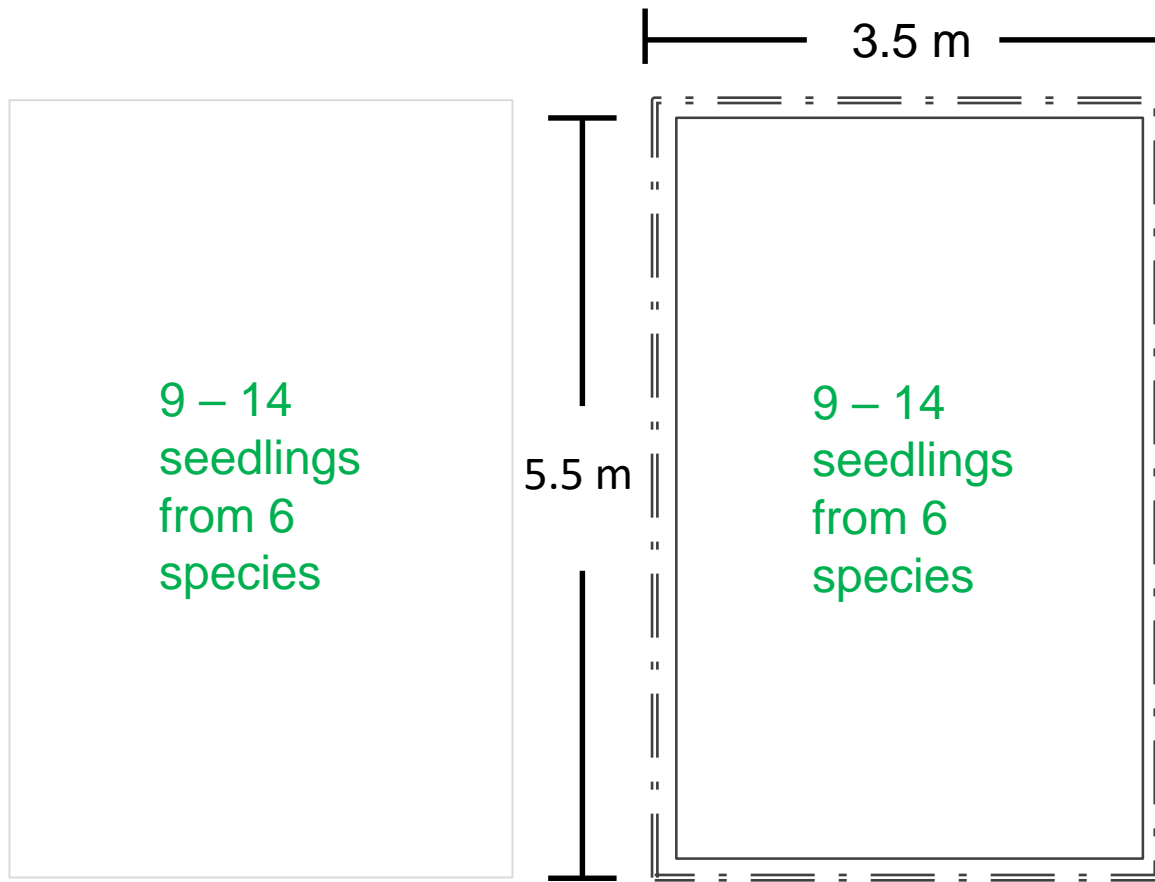 3.5 m
9 – 14
seedlings
from 6
species
5.5 m
9 – 14
seedlings
from 6
species